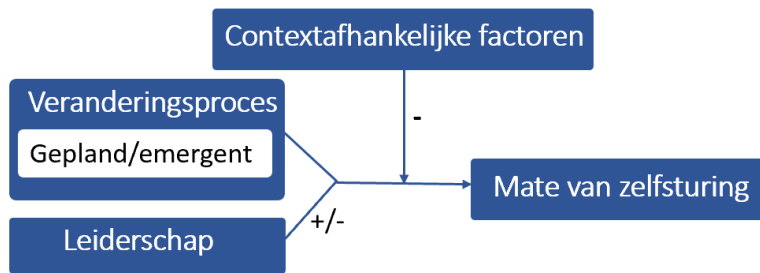 Contextafhankelijke factoren
Veranderingsproces
Gepland/emergent
-
Mate van zelfsturing
+/-
Leiderschap